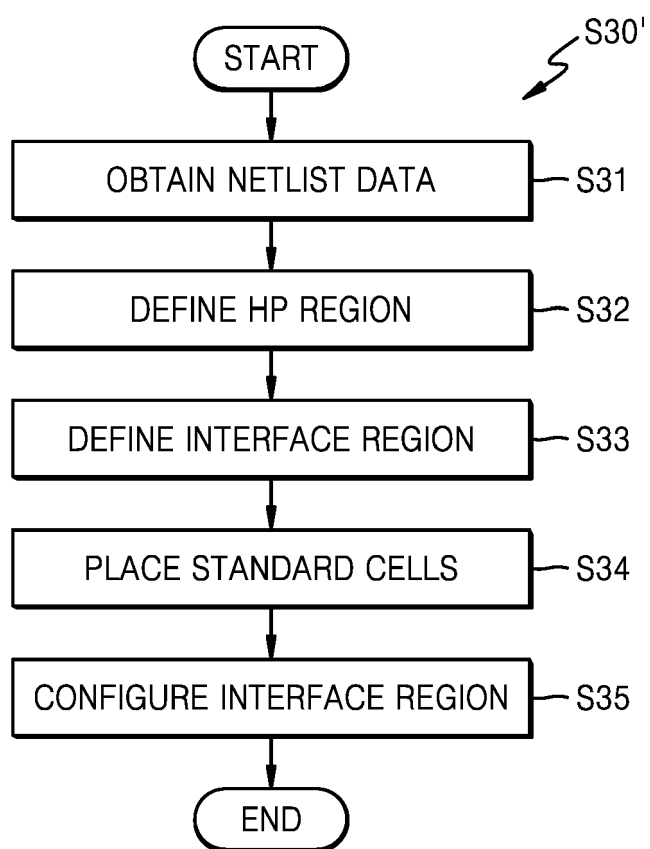 S30'
START
OBTAIN NETLIST DATA
S31
DEFINE HP REGION
S32
DEFINE INTERFACE REGION
S33
PLACE STANDARD CELLS
S34
CONFIGURE INTERFACE REGION
S35
END